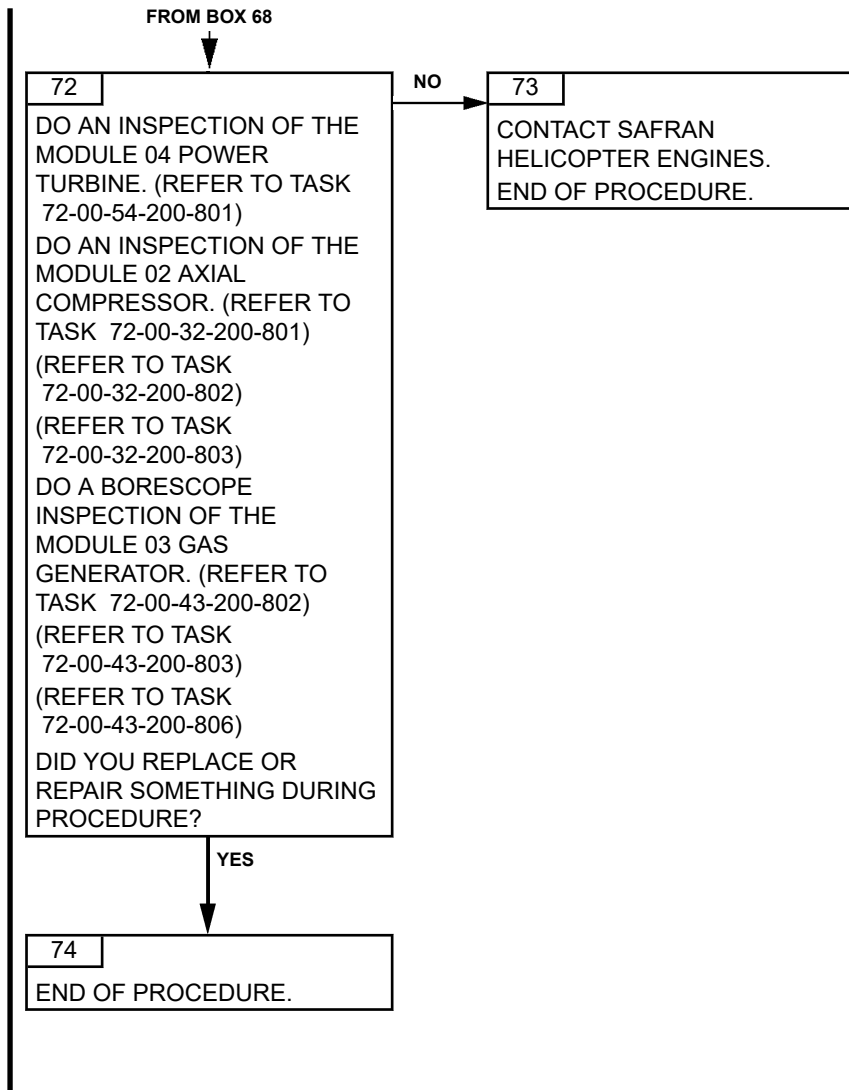 FROM BOX 68
72
DO AN INSPECTION OF THE
MODULE 04 POWER
TURBINE. (REFER TO TASK
72-00-54-200-801)
DO AN INSPECTION OF THE
MODULE 02 AXIAL
COMPRESSOR. (REFER TO
TASK 72-00-32-200-801)
(REFER TO TASK
72-00-32-200-802)
(REFER TO TASK
72-00-32-200-803)
DO A BORESCOPE
INSPECTION OF THE
MODULE 03 GAS
GENERATOR. (REFER TO
TASK 72-00-43-200-802)
(REFER TO TASK
72-00-43-200-803)
(REFER TO TASK
72-00-43-200-806)
DID YOU REPLACE OR
REPAIR SOMETHING DURING
PROCEDURE?
NO
73
CONTACT SAFRAN
HELICOPTER ENGINES.
END OF PROCEDURE.
YES
74
END OF PROCEDURE.